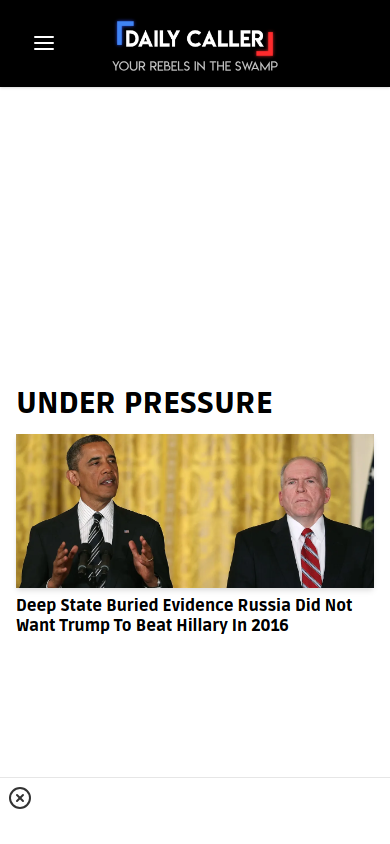 DAILY CALLER
YOUR REBELS IN THE SWAMP
UNDER PRESSURE
Deep State Buried Evidence Russia Did Not
Want Trump To Beat Hillary In 2016